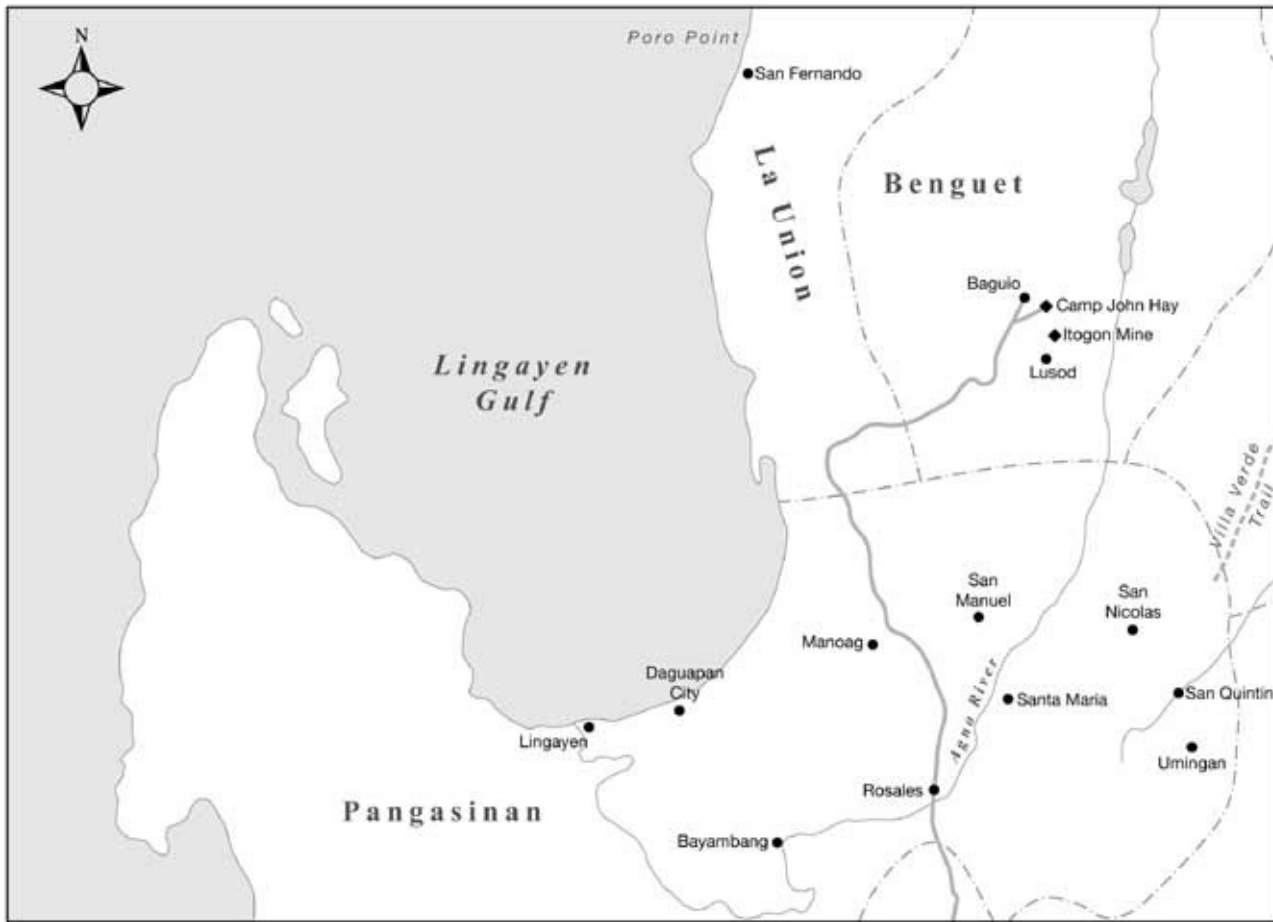 N
Poro Point
San Fernando
La Union
Benguet
Baguio
Camp John Hay
Itogon Mine
Lusod
Lingayen
Gulf
Villa Verde
Trail
San
Manuel
San
Nicolas
Manoag
Daguapan
City
Agno River
Santa Maria
San Quintin
Lingayen
Umingan
Rosales
Pangasinan
Bayambang